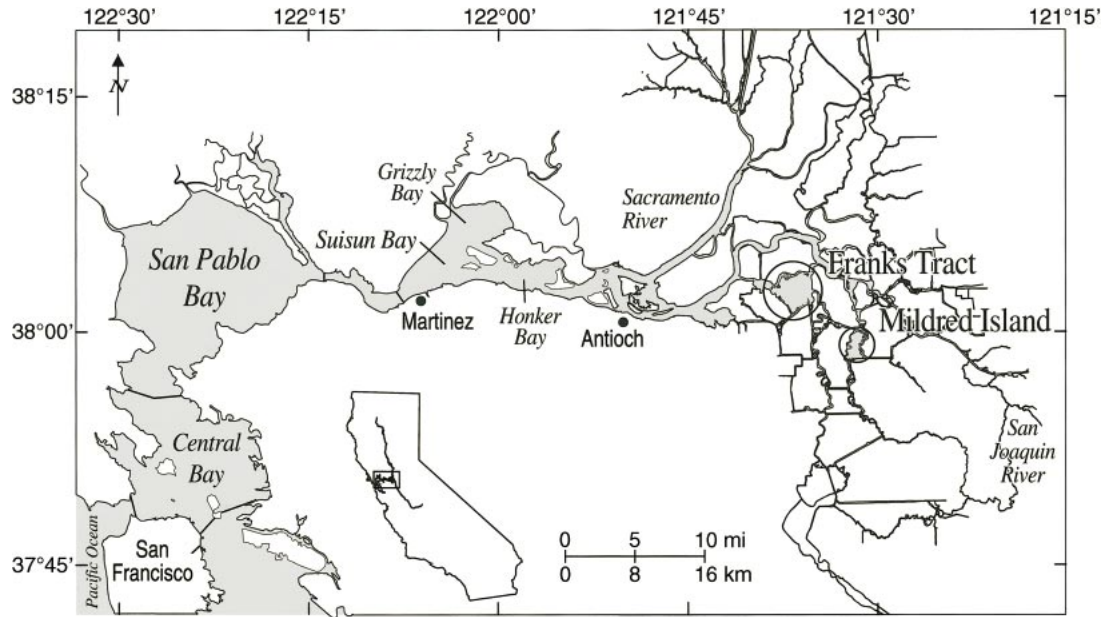 122°30’
122°15’
122°00’
121°45’
121°30’
121°15’
38°15’
38°00’
37°45’
N
Grizzly
Bay
Suisun Bay
San Pablo
Bay
Sacramento
River
Franks Tract
Mildred Island
Martinez
Honker
Bay
Antioch
Central
Bay
San
Joaquin
River
Pacific Ocean
San
Francisco
0 5 10 mi
0 8 16 km